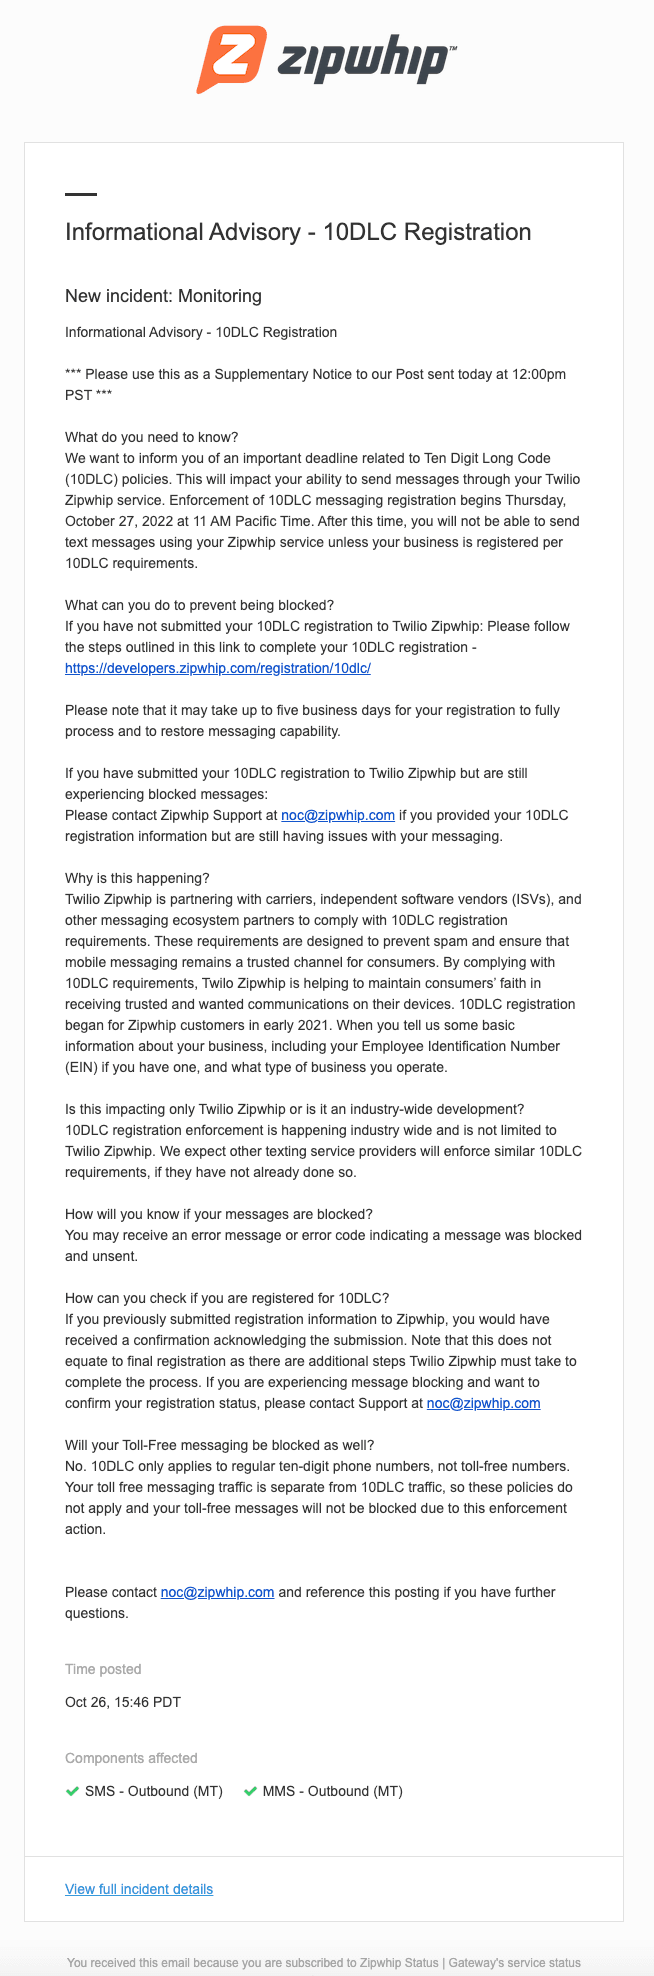 zipwhip™
Informational Advisory - 10DLC Registration
New incident: Monitoring
Informational Advisory - 10DLC Registration
*** Please use this as a Supplementary Notice to our Post sent today at 12:00pm
PST ***
What do you need to know?
We want to inform you of an important deadline related to Ten Digit Long Code
(10DLC) policies. This will impact your ability to send messages through your Twilio
Zipwhip service. Enforcement of 10DLC messaging registration begins Thursday,
October 27, 2022 at 11 AM Pacific Time. After this time, you will not be able to send
text messages using your Zipwhip service unless your business is registered per
10DLC requirements.
What can you do to prevent being blocked?
If you have not submitted your 10DLC registration to Twilio Zipwhip: Please follow
the steps outlined in this link to complete your 10DLC registration -
https://developers.zipwhip.com/registration/10dlc/
Please note that it may take up to five business days for your registration to fully
process and to restore messaging capability.
If you have submitted your 10DLC registration to Twilio Zipwhip but are still
experiencing blocked messages:
Please contact Zipwhip Support at noc@zipwhip.com if you provided your 10DLC
registration information but are still having issues with your messaging.
Why is this happening?
Twilio Zipwhip is partnering with carriers, independent software vendors (ISVs), and
other messaging ecosystem partners to comply with 10DLC registration
requirements. These requirements are designed to prevent spam and ensure that
mobile messaging remains a trusted channel for consumers. By complying with
10DLC requirements, Twilo Zipwhip is helping to maintain consumers’ faith in
receiving trusted and wanted communications on their devices. 10DLC registration
began for Zipwhip customers in early 2021. When you tell us some basic
information about your business, including your Employee Identification Number
(EIN) if you have one, and what type of business you operate.
Is this impacting only Twilio Zipwhip or is it an industry-wide development?
10DLC registration enforcement is happening industry wide and is not limited to
Twilio Zipwhip. We expect other texting service providers will enforce similar 10DLC
requirements, if they have not already done so.
How will you know if your messages are blocked?
You may receive an error message or error code indicating a message was blocked
and unsent.
How can you check if you are registered for 10DLC?
If you previously submitted registration information to Zipwhip, you would have
received a confirmation acknowledging the submission. Note that this does not
equate to final registration as there are additional steps Twilio Zipwhip must take to
complete the process. If you are experiencing message blocking and want to
confirm your registration status, please contact Support at noc@zipwhip.com
Will your Toll-Free messaging be blocked as well?
No. 10DLC only applies to regular ten-digit phone numbers, not toll-free numbers.
Your toll free messaging traffic is separate from 10DLC traffic, so these policies do
not apply and your toll-free messages will not be blocked due to this enforcement
action.
Please contact noc@zipwhip.com and reference this posting if you have further
questions.
Time posted
Oct 26, 15:46 PDT
Components affected
SMS - Outbound (MT) MMS - Outbound (MT)
View full incident details
You received this email because you are subscribed to Zipwhip Status | Gateway's service status